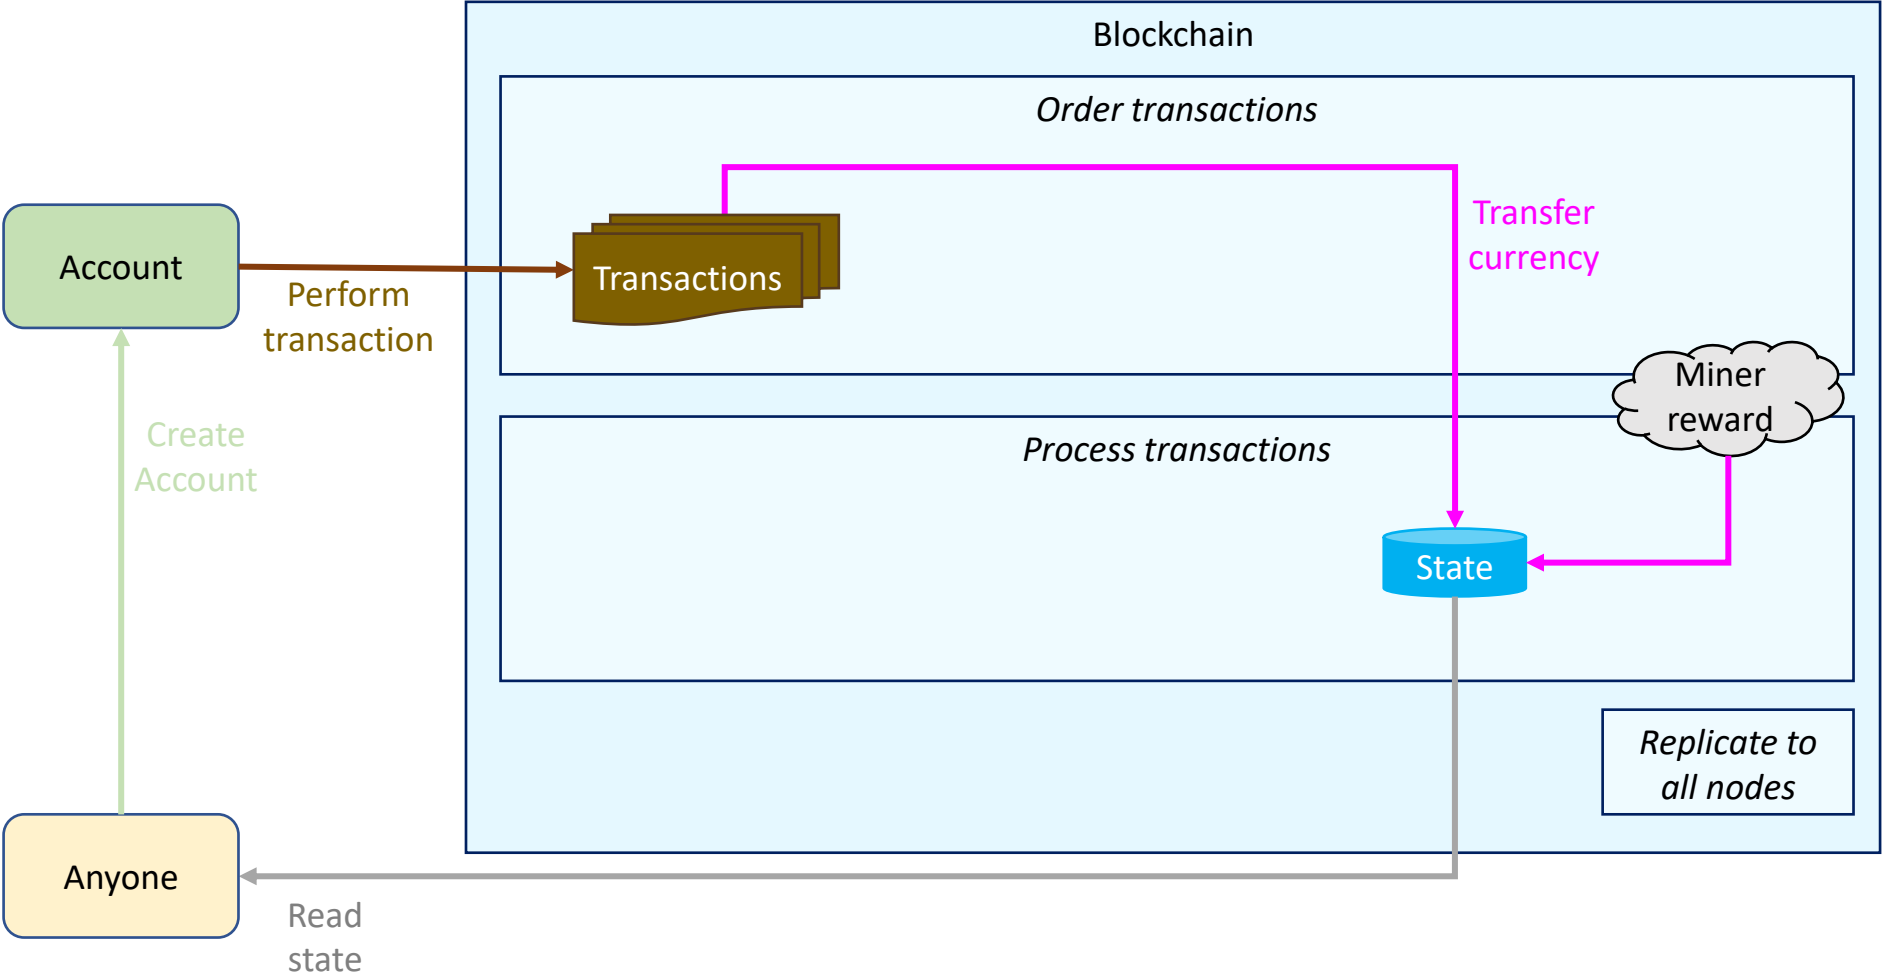 Blockchain
Order transactions
Transfer
currency
Account
Transactions
Perform
transaction
Miner
reward
Create
Account
Process transactions
State
Replicate to
all nodes
Anyone
Read
state